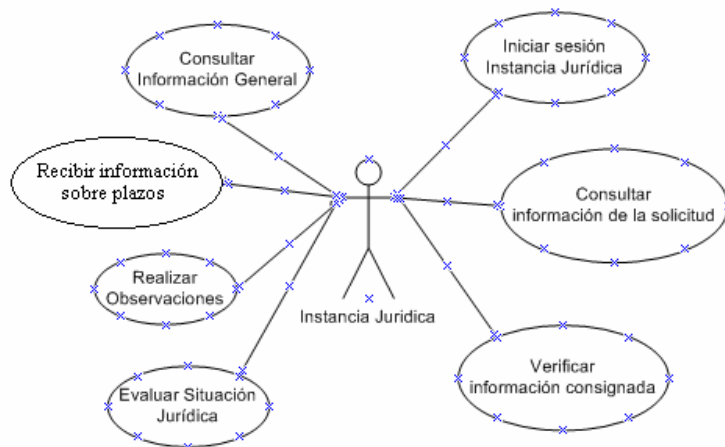 Consultar
Información General
Iniciar sesión
Instancia Jurídica
Recibir información
sobre plazos
Consultar
información de la solicitud
Realizar
Observaciones
Instancia Juridica
Evaluar Situación
Jurídica
Verificar
información consignada